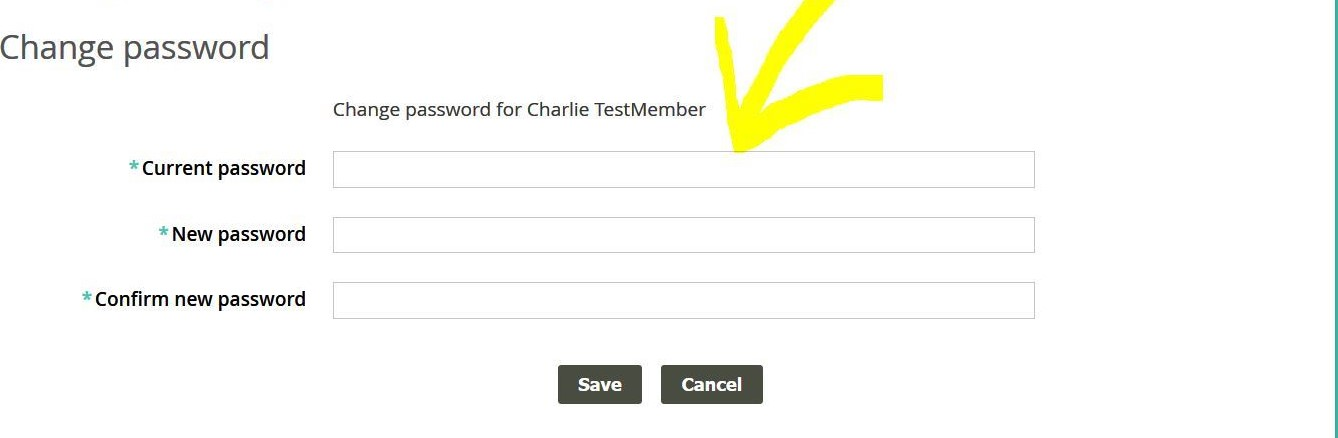 Change password
Change password for Charlie TestMember
*Current password
*New password
*Confirm new password
Save Cancel